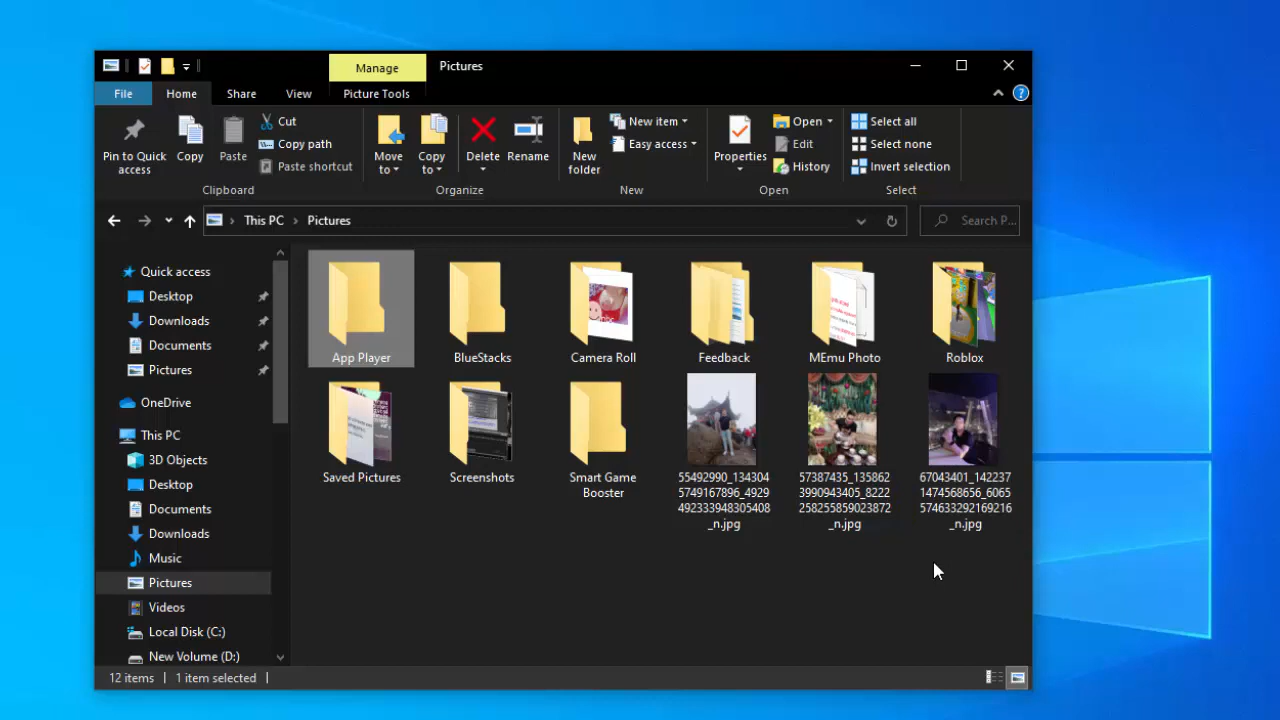 Manage
Pictures
File
Home
Share
View
Picture Tools
Pin to Quick
access
Copy
Paste
Cut
Copy path
Paste shortcut
Clipboard
Move
to
Copy
to
Delete
Rename
Organize
New
folder
New item
Easy access
New
Properties
Open
Edit
History
Open
Select all
Select none
Invert selection
Select
This PC > Pictures
Search P...
Quick access
Desktop
Downloads
Documents
Pictures
OneDrive
This PC
3D Objects
Desktop
Documents
Downloads
Music
Pictures
Videos
Local Disk (C:)
New Volume (D:)
App Player
BlueStacks
Camera Roll
Feedback
MEmu Photo
Roblox
Saved Pictures
Screenshots
Smart Game
Booster
55492990_134304
5749167896_4929
492333948305408
_n.jpg
57387435_135862
3990943405_8222
258255859023872
_n.jpg
67043401_142237
1474568656_6065
574633292169216
_n.jpg
12 items
1 item selected